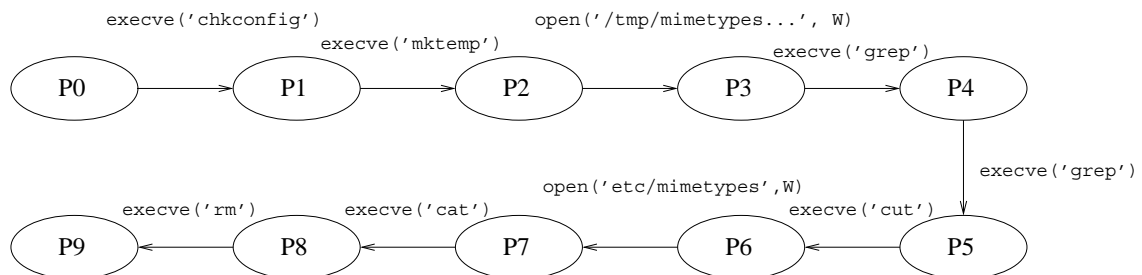 execve('chkconfig')
open('/tmp/mimetypes...', W)
execve('mktemp')
execve('grep')
P0
P1
P2
P3
P4
execve('grep')
open('etc/mimetypes',W)
execve('rm')
execve('cat')
execve('cut')
P9
P8
P7
P6
P5